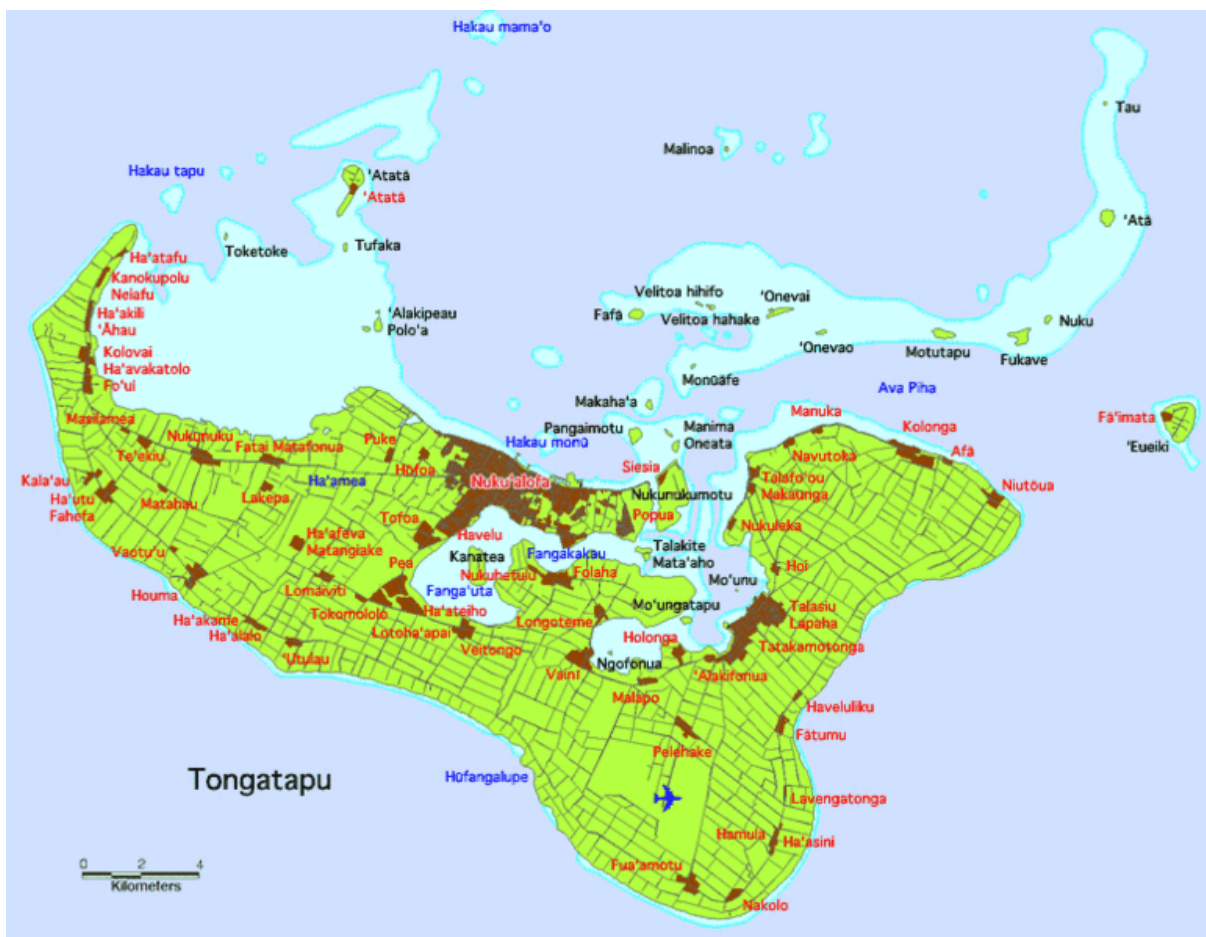 Hakau mama'o
Tau
Malinoa
Hakau tapu
'Atatā
'Atatā
'Atā
Toketoke
Tufaka
Ha'atafu
Kanokupolu
Neiafu
Ha'akili
'Āhau
Kolovai
Ha'avakatolo
Fo'ui
'Alakipeau
Polo'a
Velitoa hihifo
'Onevai
Fafā
Velitoa hahake
'Onevao
Motutapu
Fukave
Nuku
Monūafe
Ava Piha
Makaha'a
Pangaimotu
Manima
Oneata
Manuka
Kolonga
Fā'imata
'Eueiki
Masilamea
Nukunuku
Fatai Matafonua
Puke
Hōfoa
Hakau monū
Navutoka
Afā
Te'ekiu
Siesia
Kala'au
Ha'utu
Fahefa
Matahau
Lakepa
Ha'amea
Nuku'alofa
Nukunukumotu
Popua
Talafo'ou
Makaunga
Niutōua
Tofoa
Havelu
Nukuleka
Ha'afeva
Matangiake
Vaotu'u
Pea
Kanatea
Fangakakau
Talakite
Mata'aho
Houma
Lomaiviti
Nukuhetulu
Folaha
Mo'unu
Hoi
Fanga'uta
Tokomololo
Ha'ateiho
Mo'ungatapu
Talasiu
Lapaha
Ha'akame
Ha'alalo
Lotoha'apai
Longoteme
Veitongo
Holonga
Tatakamotonga
'Utulau
Vaini
Ngofonua
'Alakifonua
Malapo
Haveluliku
Pelehake
Fātumu
Tongatapu
Hūfangalupe
Lavengatonga
Hamula
Ha'asini
Fua'amotu
Nakolo
0 2 4
Kilometers